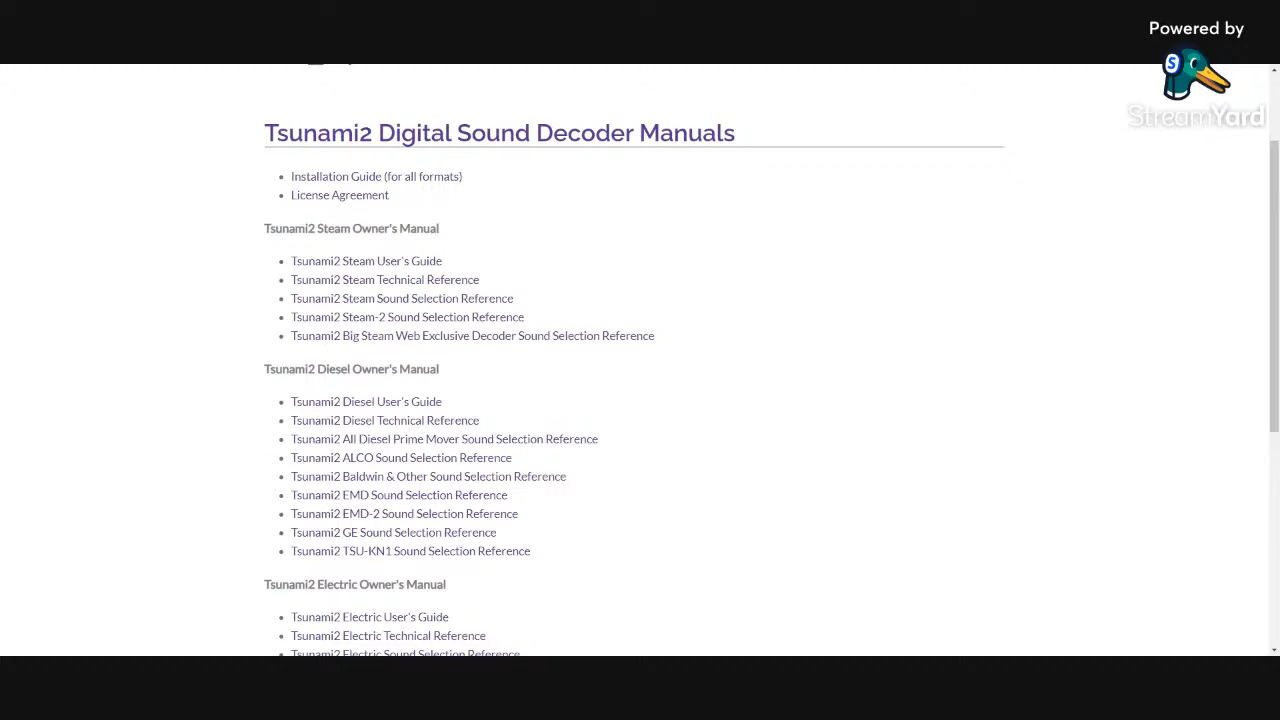 Powered by
StreamYard
Tsunami2 Digital Sound Decoder Manuals
Installation Guide (for all formats)
License Agreement
Tsunami2 Steam Owner's Manual
Tsunami2 Steam User's Guide
Tsunami2 Steam Technical Reference
Tsunami2 Steam Sound Selection Reference
Tsunami2 Steam-2 Sound Selection Reference
Tsunami2 Big Steam Web Exclusive Decoder Sound Selection Reference
Tsunami2 Diesel Owner's Manual
Tsunami2 Diesel User's Guide
Tsunami2 Diesel Technical Reference
Tsunami2 All Diesel Prime Mover Sound Selection Reference
Tsunami2 ALCO Sound Selection Reference
Tsunami2 Baldwin & Other Sound Selection Reference
Tsunami2 EMD Sound Selection Reference
Tsunami2 EMD-2 Sound Selection Reference
Tsunami2 GE Sound Selection Reference
Tsunami2 TSU-KN1 Sound Selection Reference
Tsunami2 Electric Owner's Manual
Tsunami2 Electric User's Guide
Tsunami2 Electric Technical Reference
Tsunami2 Electric Sound Selection Reference